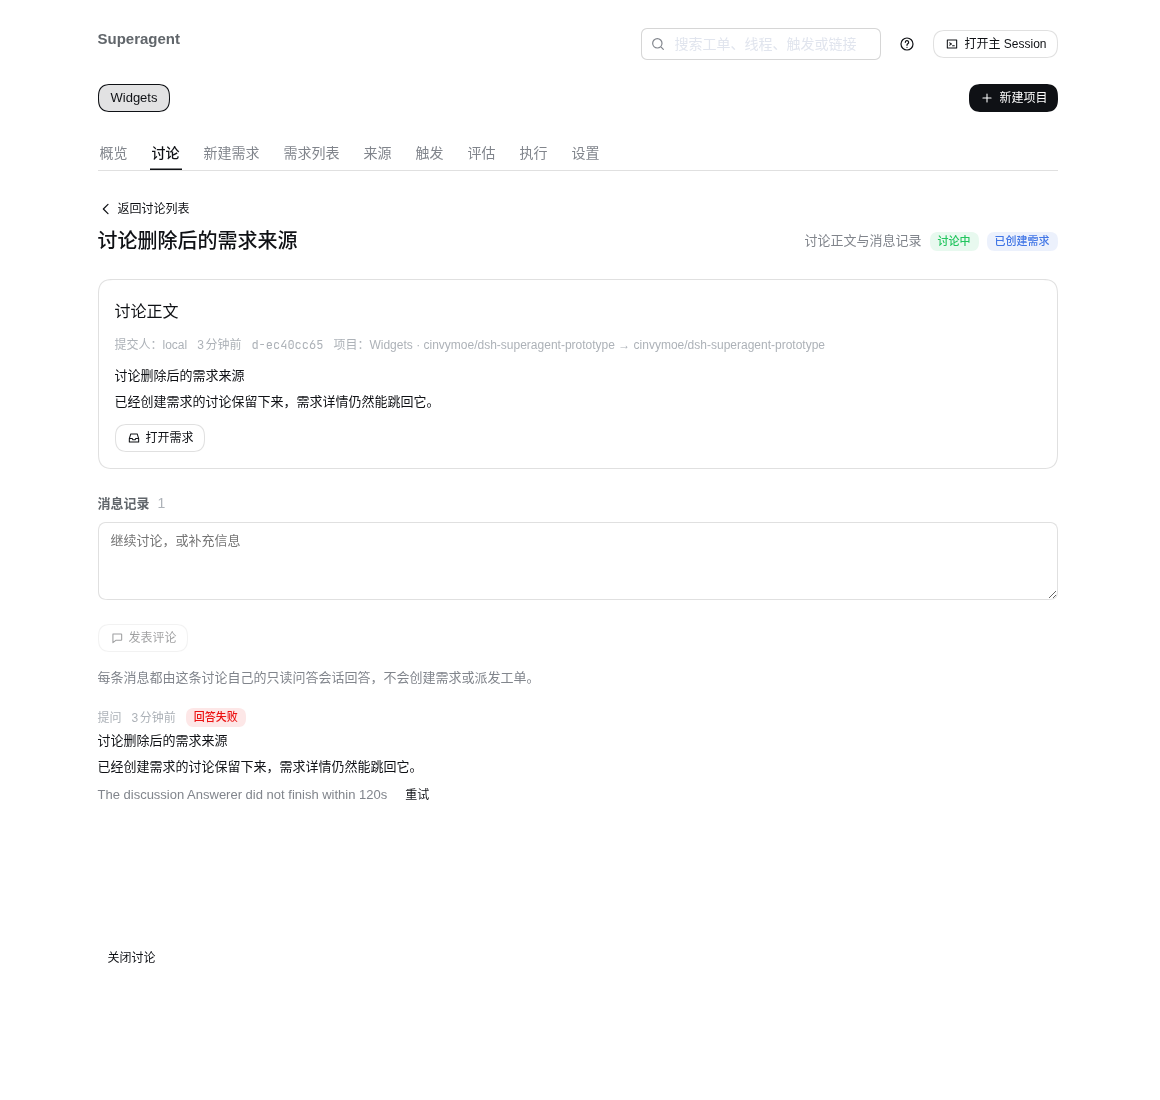 Superagent
搜索工单、线程、触发或链接
打开主 Session
Widgets
新建项目
概览 讨论 新建需求 需求列表 来源 触发 评估 执行 设置
返回讨论列表
讨论删除后的需求来源
讨论正文与消息记录 讨论中 已创建需求
讨论正文
提交人：local 3 分钟前 d-ec40cc65 项目：Widgets · cinvymoe/dsh-superagent-prototype → cinvymoe/dsh-superagent-prototype
讨论删除后的需求来源
已经创建需求的讨论保留下来，需求详情仍然能跳回它。
打开需求
消息记录 1
继续讨论，或补充信息
发表评论
每条消息都由这条讨论自己的只读问答会话回答，不会创建需求或派发工单。
提问 3 分钟前 回答失败
讨论删除后的需求来源
已经创建需求的讨论保留下来，需求详情仍然能跳回它。
The discussion Answerer did not finish within 120s 重试
关闭讨论